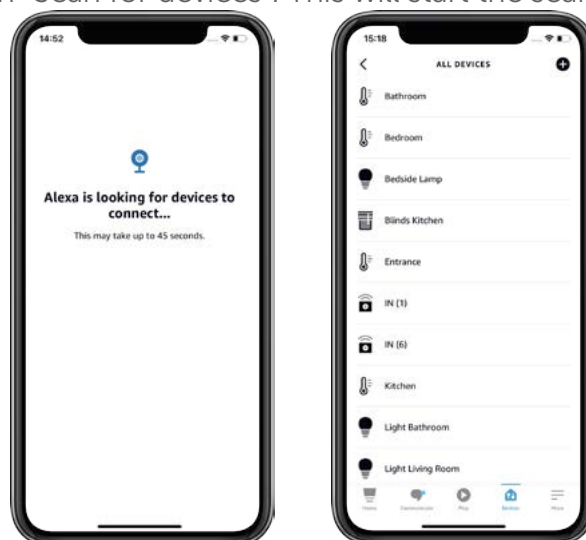 Scan for devices". This will start the sear
14:52
Alexa is looking for devices to
connect...
This may take up to 45 seconds.
15:18
ALL DEVICES
Bathroom
Bedroom
Bedside Lamp
Blinds Kitchen
Entrance
IN (1)
IN (6)
Kitchen
Light Bathroom
Light Living Room
Home
Communicate
Play
Devices
More